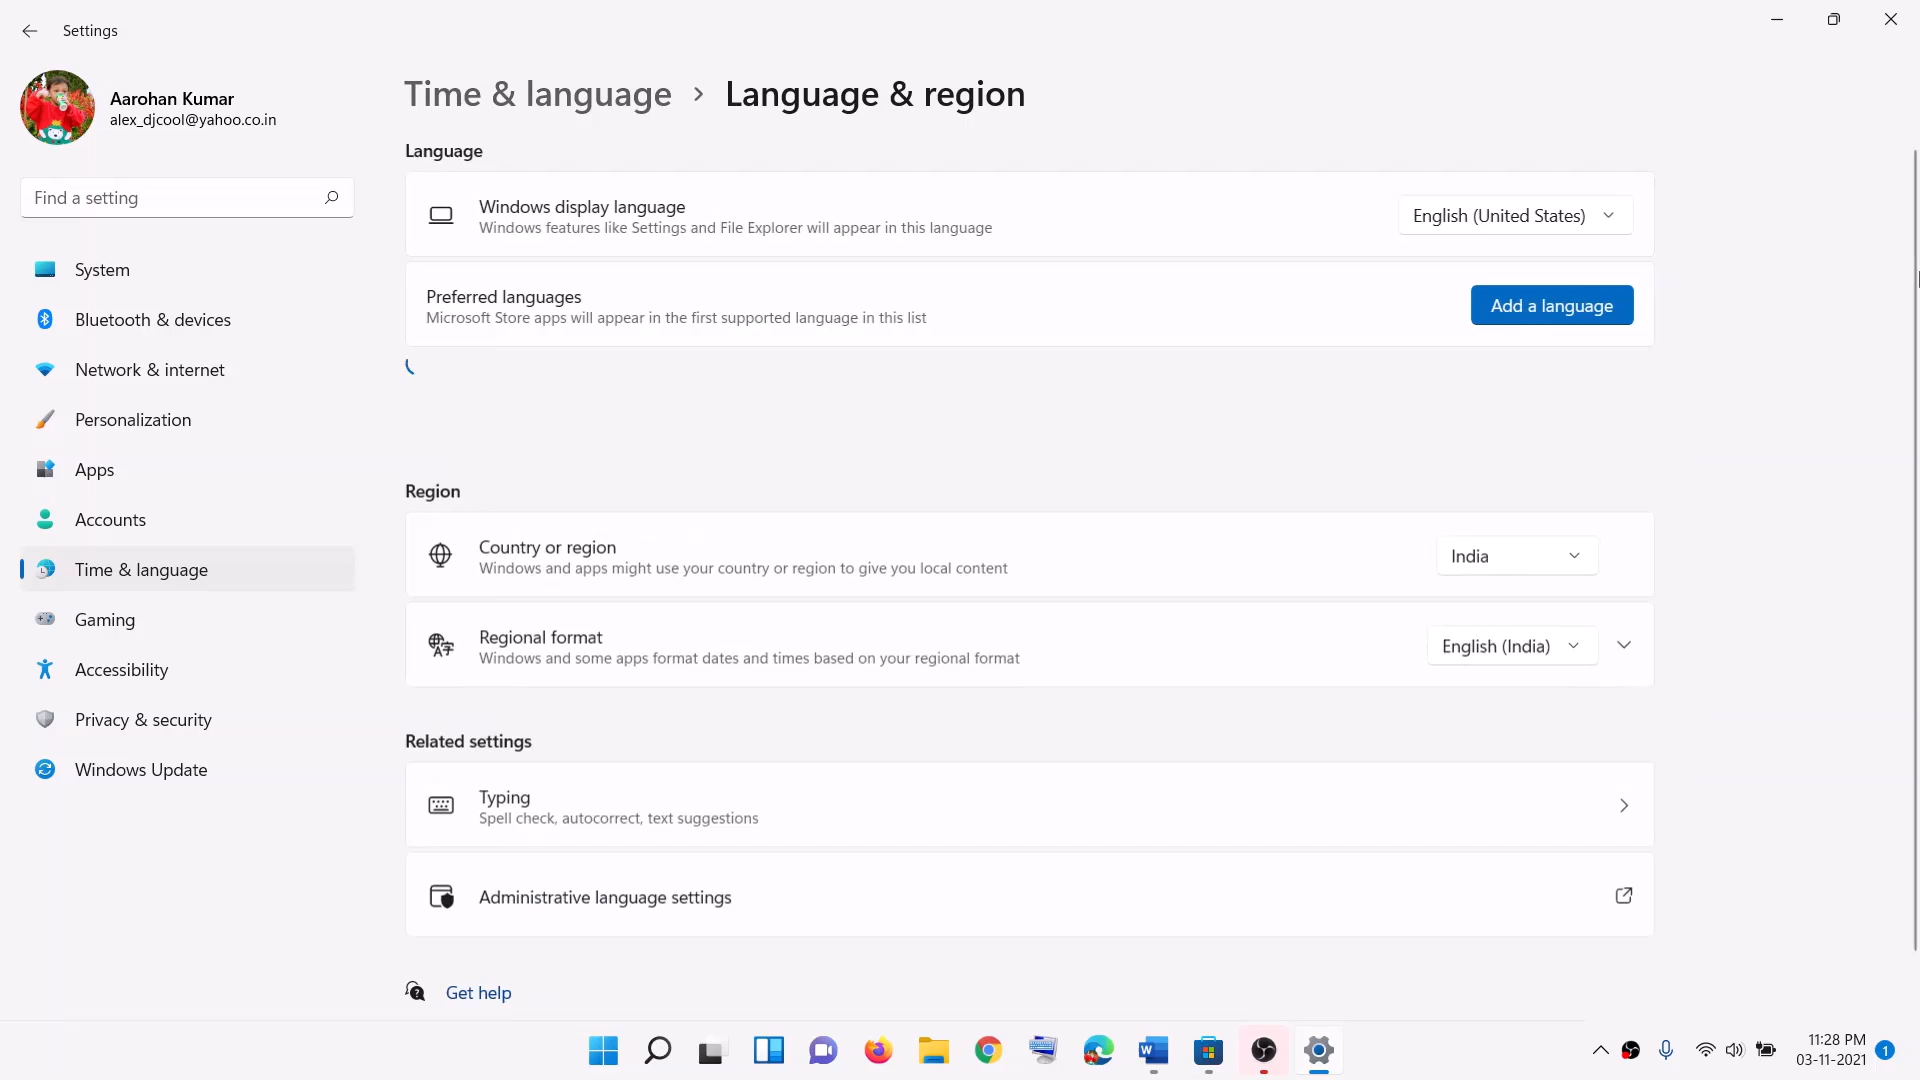 Settings
Aarohan Kumar
alex_djcool@yahoo.co.in
Find a setting
System
Bluetooth & devices
Network & internet
Personalization
Apps
Accounts
Time & language
Gaming
Accessibility
Privacy & security
Windows Update
Time & language > Language & region
Language
Windows display language
Windows features like Settings and File Explorer will appear in this language
English (United States)
Preferred languages
Microsoft Store apps will appear in the first supported language in this list
Add a language
Region
Country or region
Windows and apps might use your country or region to give you local content
India
Regional format
Windows and some apps format dates and times based on your regional format
English (India)
Related settings
Typing
Spell check, autocorrect, text suggestions
Administrative language settings
Get help
11:28 PM
03-11-2021
1